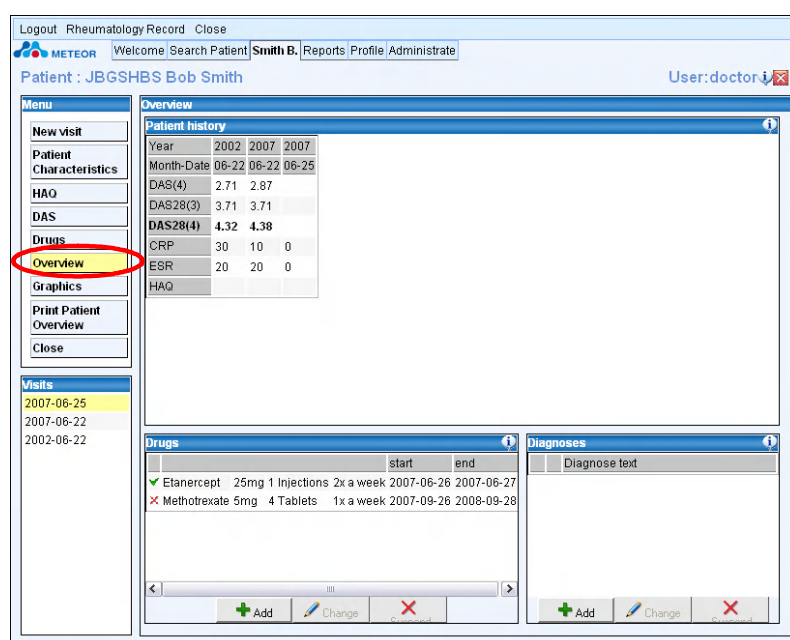 Logout Rheumatology Record Close
METEOR Welcome Search Patient Smith B. Reports Profile Administrate
Patient : JBGSHBS Bob Smith User:doctor
Menu
New visit
Patient
Characteristics
HAQ
DAS
Drugs
Overview
Graphics
Print Patient
Overview
Close
Visits
2007-06-25
2007-06-22
2002-06-22
Overview
Patient history
Year 2002 2007 2007
Month-Date 06-22 06-22 06-25
DAS(4) 2.71 2.87
DAS28(3) 3.71 3.71
DAS28(4) 4.32 4.38
CRP 30 10 0
ESR 20 20 0
HAQ
Drugs
start end
Etanercept 25mg 1 Injections 2x a week 2007-06-26 2007-06-27
Methotrexate 5mg 4 Tablets 1x a week 2007-09-26 2008-09-28
Add Change
Diagnoses
Diagnose text
Add Change